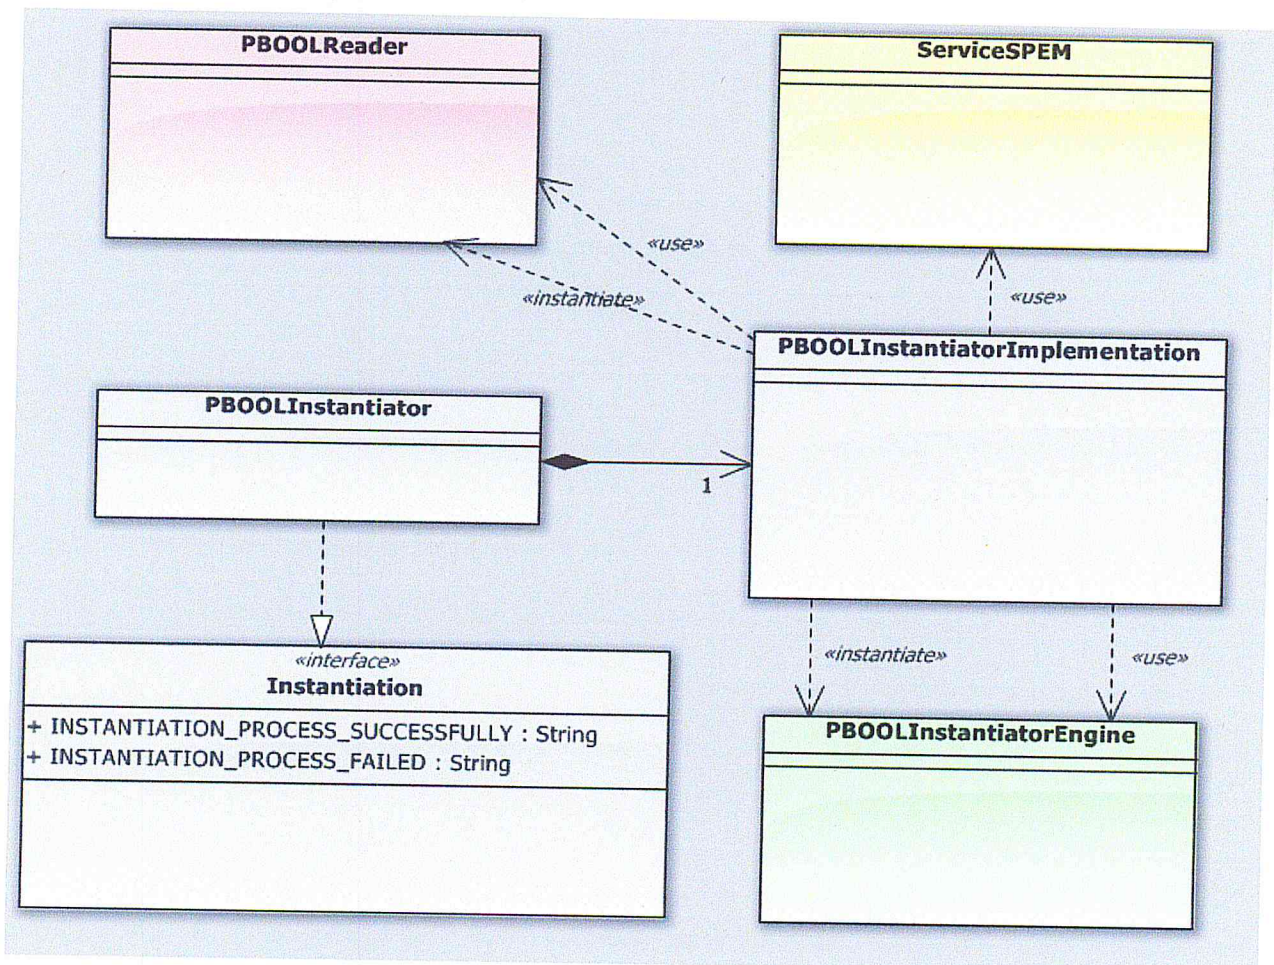 PBOOLReader
ServiceSPEM
«use»
«instantiate»
«use»
PBOOLInstantiatorImplementation
PBOOLInstantiator
1
«instantiate»
«use»
«interface»
Instantiation
+ INSTANTIATION_PROCESS_SUCCESSFULLY : String
+ INSTANTIATION_PROCESS_FAILED : String
PBOOLInstantiatorEngine